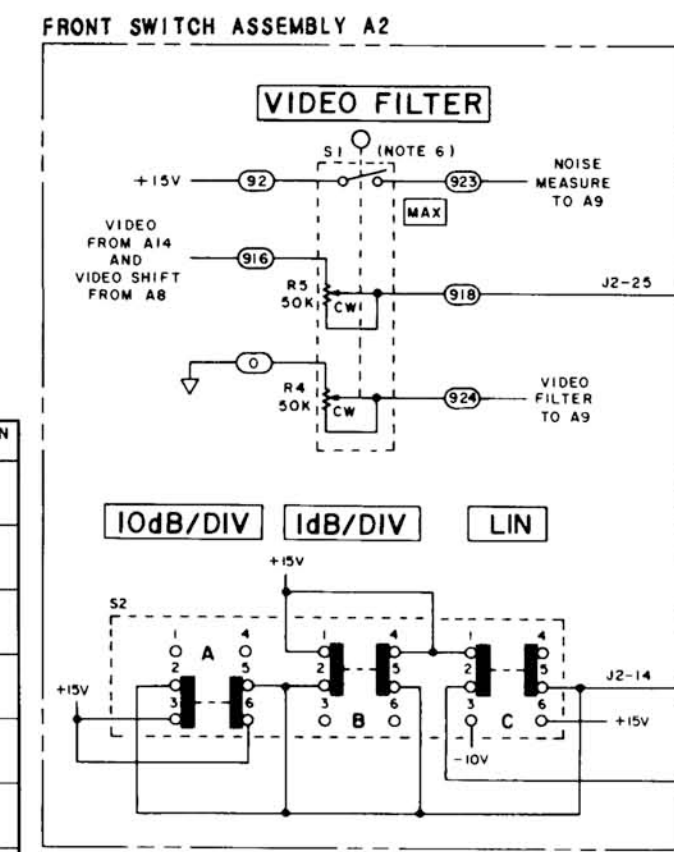 FRONT SWITCH ASSEMBLY A2
VIDEO FILTER
S1 (NOTE 6)
+15V
92
923
NOISE
MEASURE
TO A9
MAX
VIDEO
FROM A14
AND
VIDEO SHIFT
FROM A8
916
R5
50K
CW
918
J2-25
0
R4
50K
CW
924
VIDEO
FILTER
TO A9
N
10dB/DIV
1dB/DIV
LIN
+15V
S2
1 4
A
2 5
3 6
+15V
1 4
2 5
3 6
B
1 4
2 5
3 6
C
J2-14
+15V
-10V